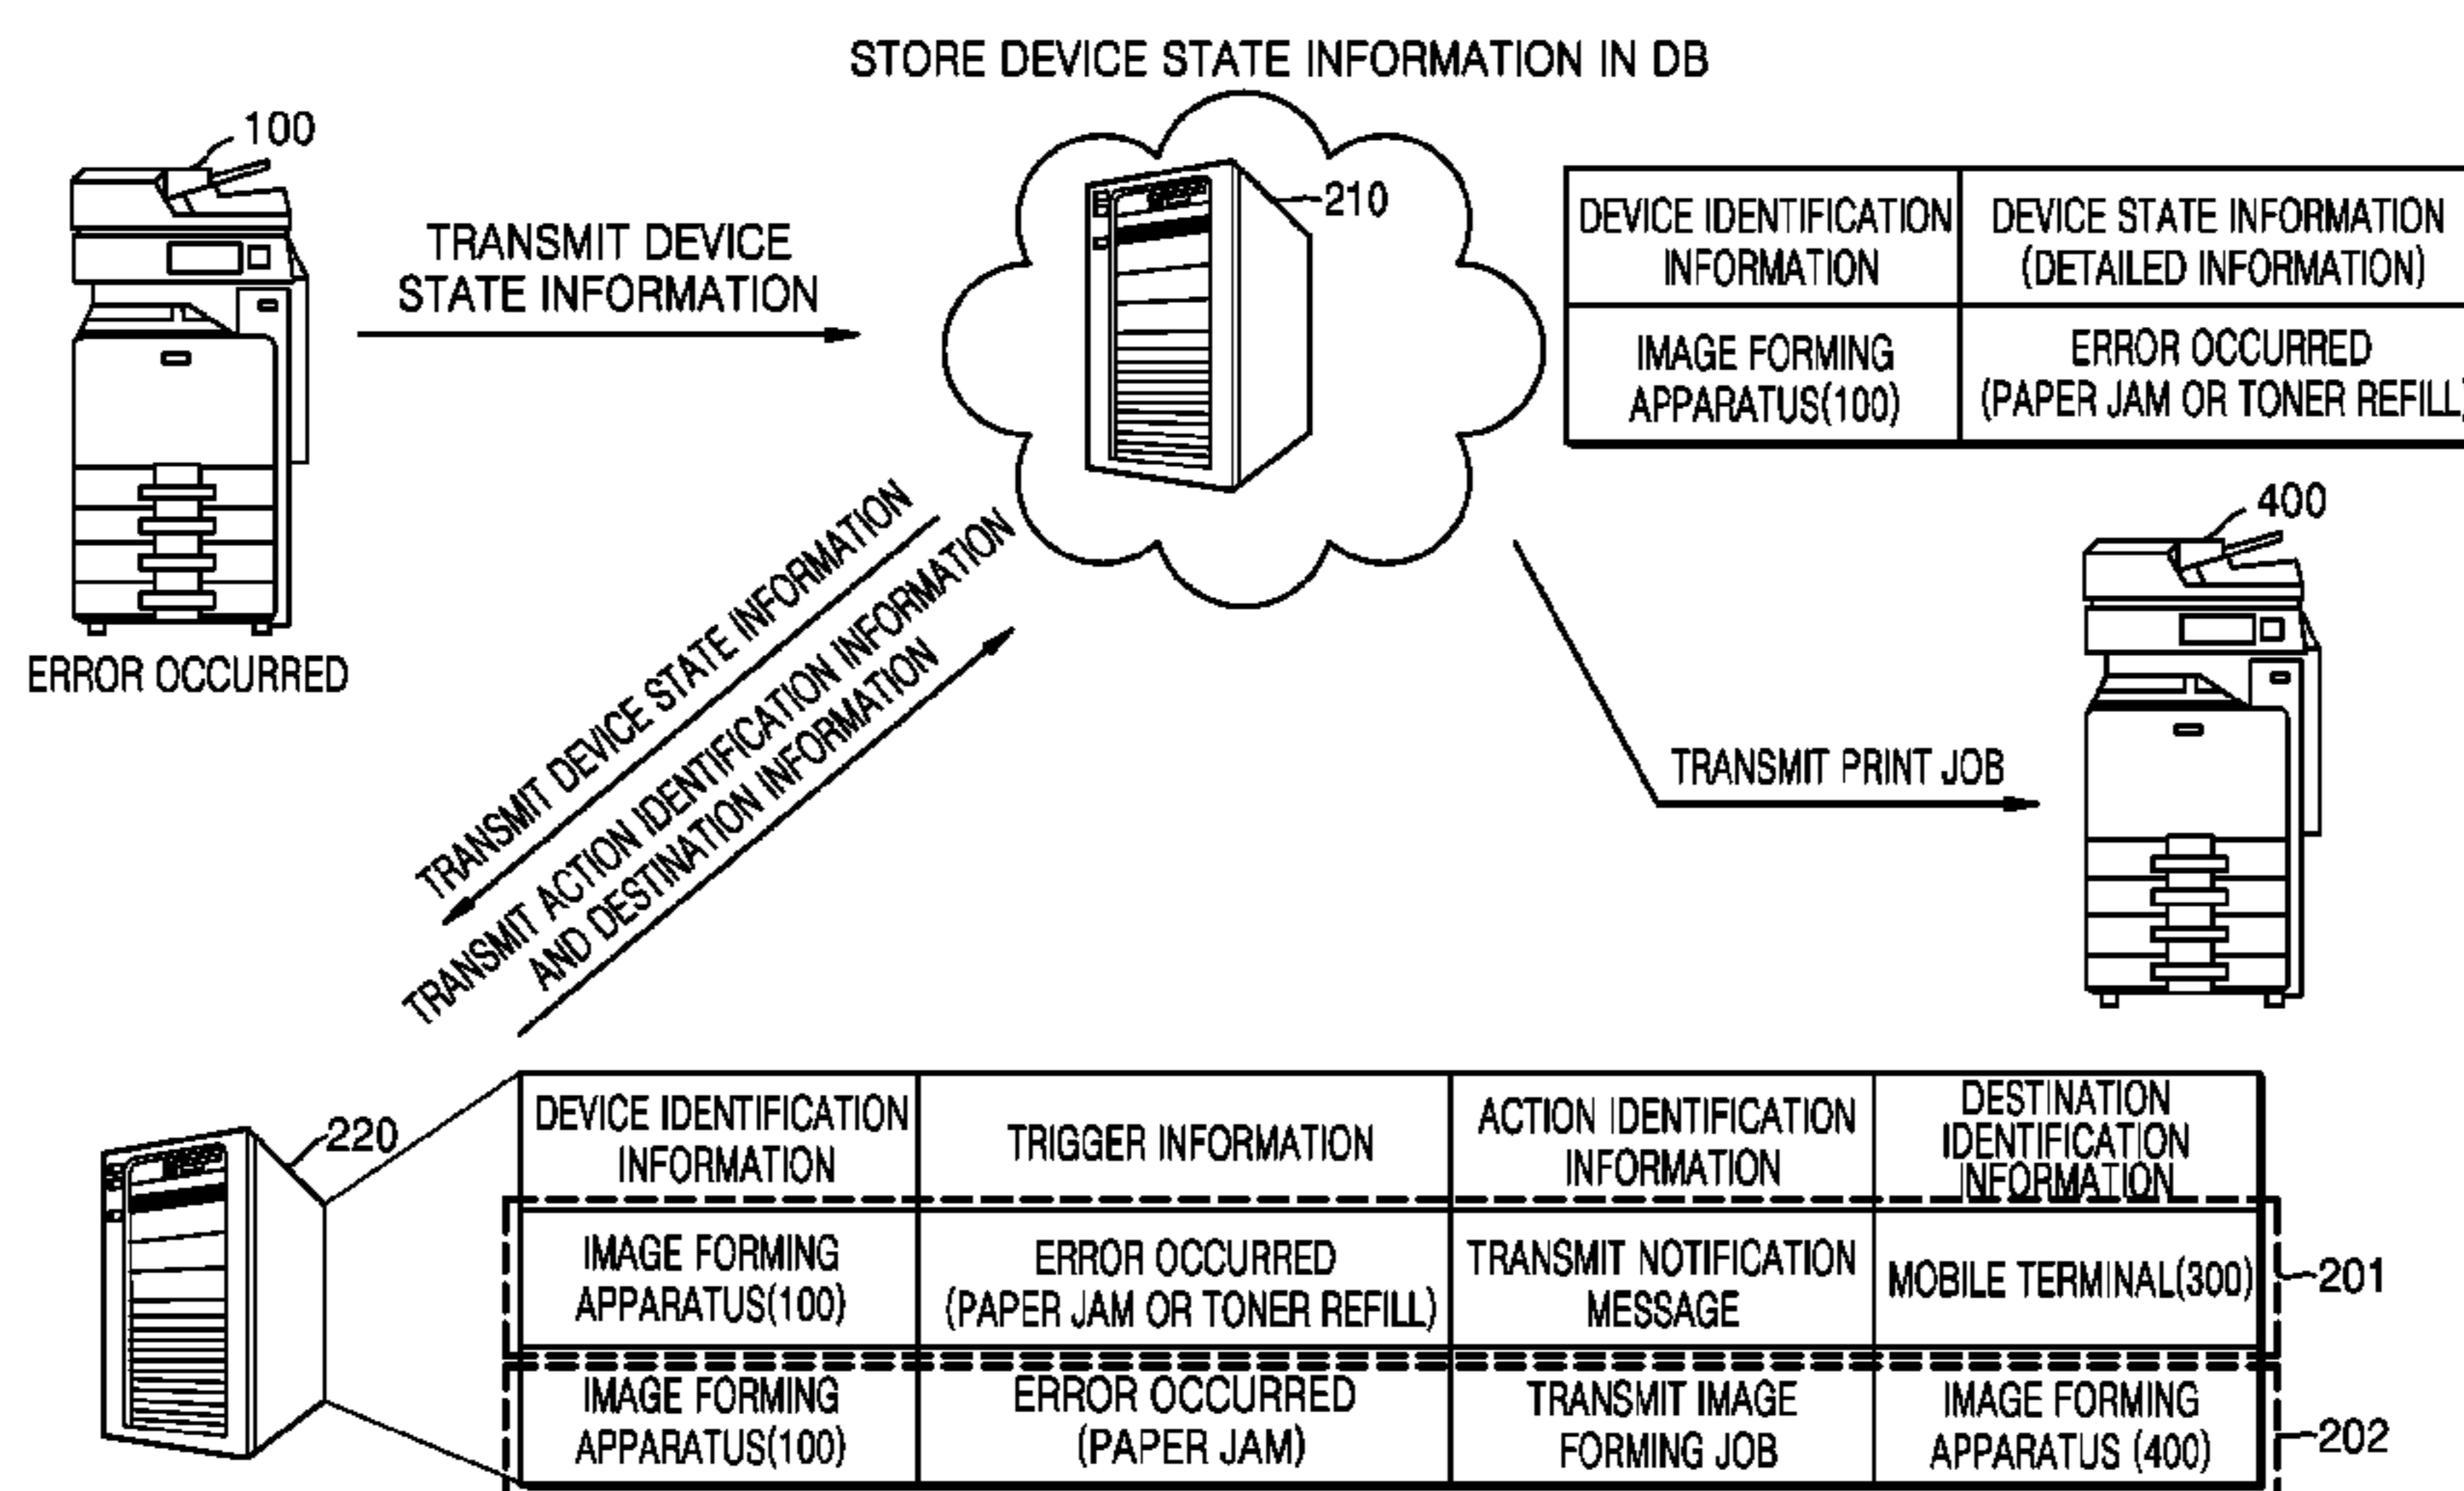 STORE DEVICE STATE INFORMATION IN DB
100
TRANSMIT DEVICE
STATE INFORMATION
210
DEVICE IDENTIFICATION
INFORMATION
DEVICE STATE INFORMATION
(DETAILED INFORMATION)
IMAGE FORMING
APPARATUS(100)
ERROR OCCURRED
(PAPER JAM OR TONER REFILL)
ERROR OCCURRED
400
TRANSMIT DEVICE STATE INFORMATION
TRANSMIT ACTION IDENTIFICATION INFORMATION
AND DESTINATION INFORMATION
TRANSMIT PRINT JOB
220
DEVICE IDENTIFICATION
INFORMATION
TRIGGER INFORMATION
ACTION IDENTIFICATION
INFORMATION
DESTINATION
IDENTIFICATION
INFORMATION
IMAGE FORMING
APPARATUS(100)
ERROR OCCURRED
(PAPER JAM OR TONER REFILL)
TRANSMIT NOTIFICATION
MESSAGE
MOBILE TERMINAL(300)
201
IMAGE FORMING
APPARATUS(100)
ERROR OCCURRED
(PAPER JAM)
TRANSMIT IMAGE
FORMING JOB
IMAGE FORMING
APPARATUS (400)
202